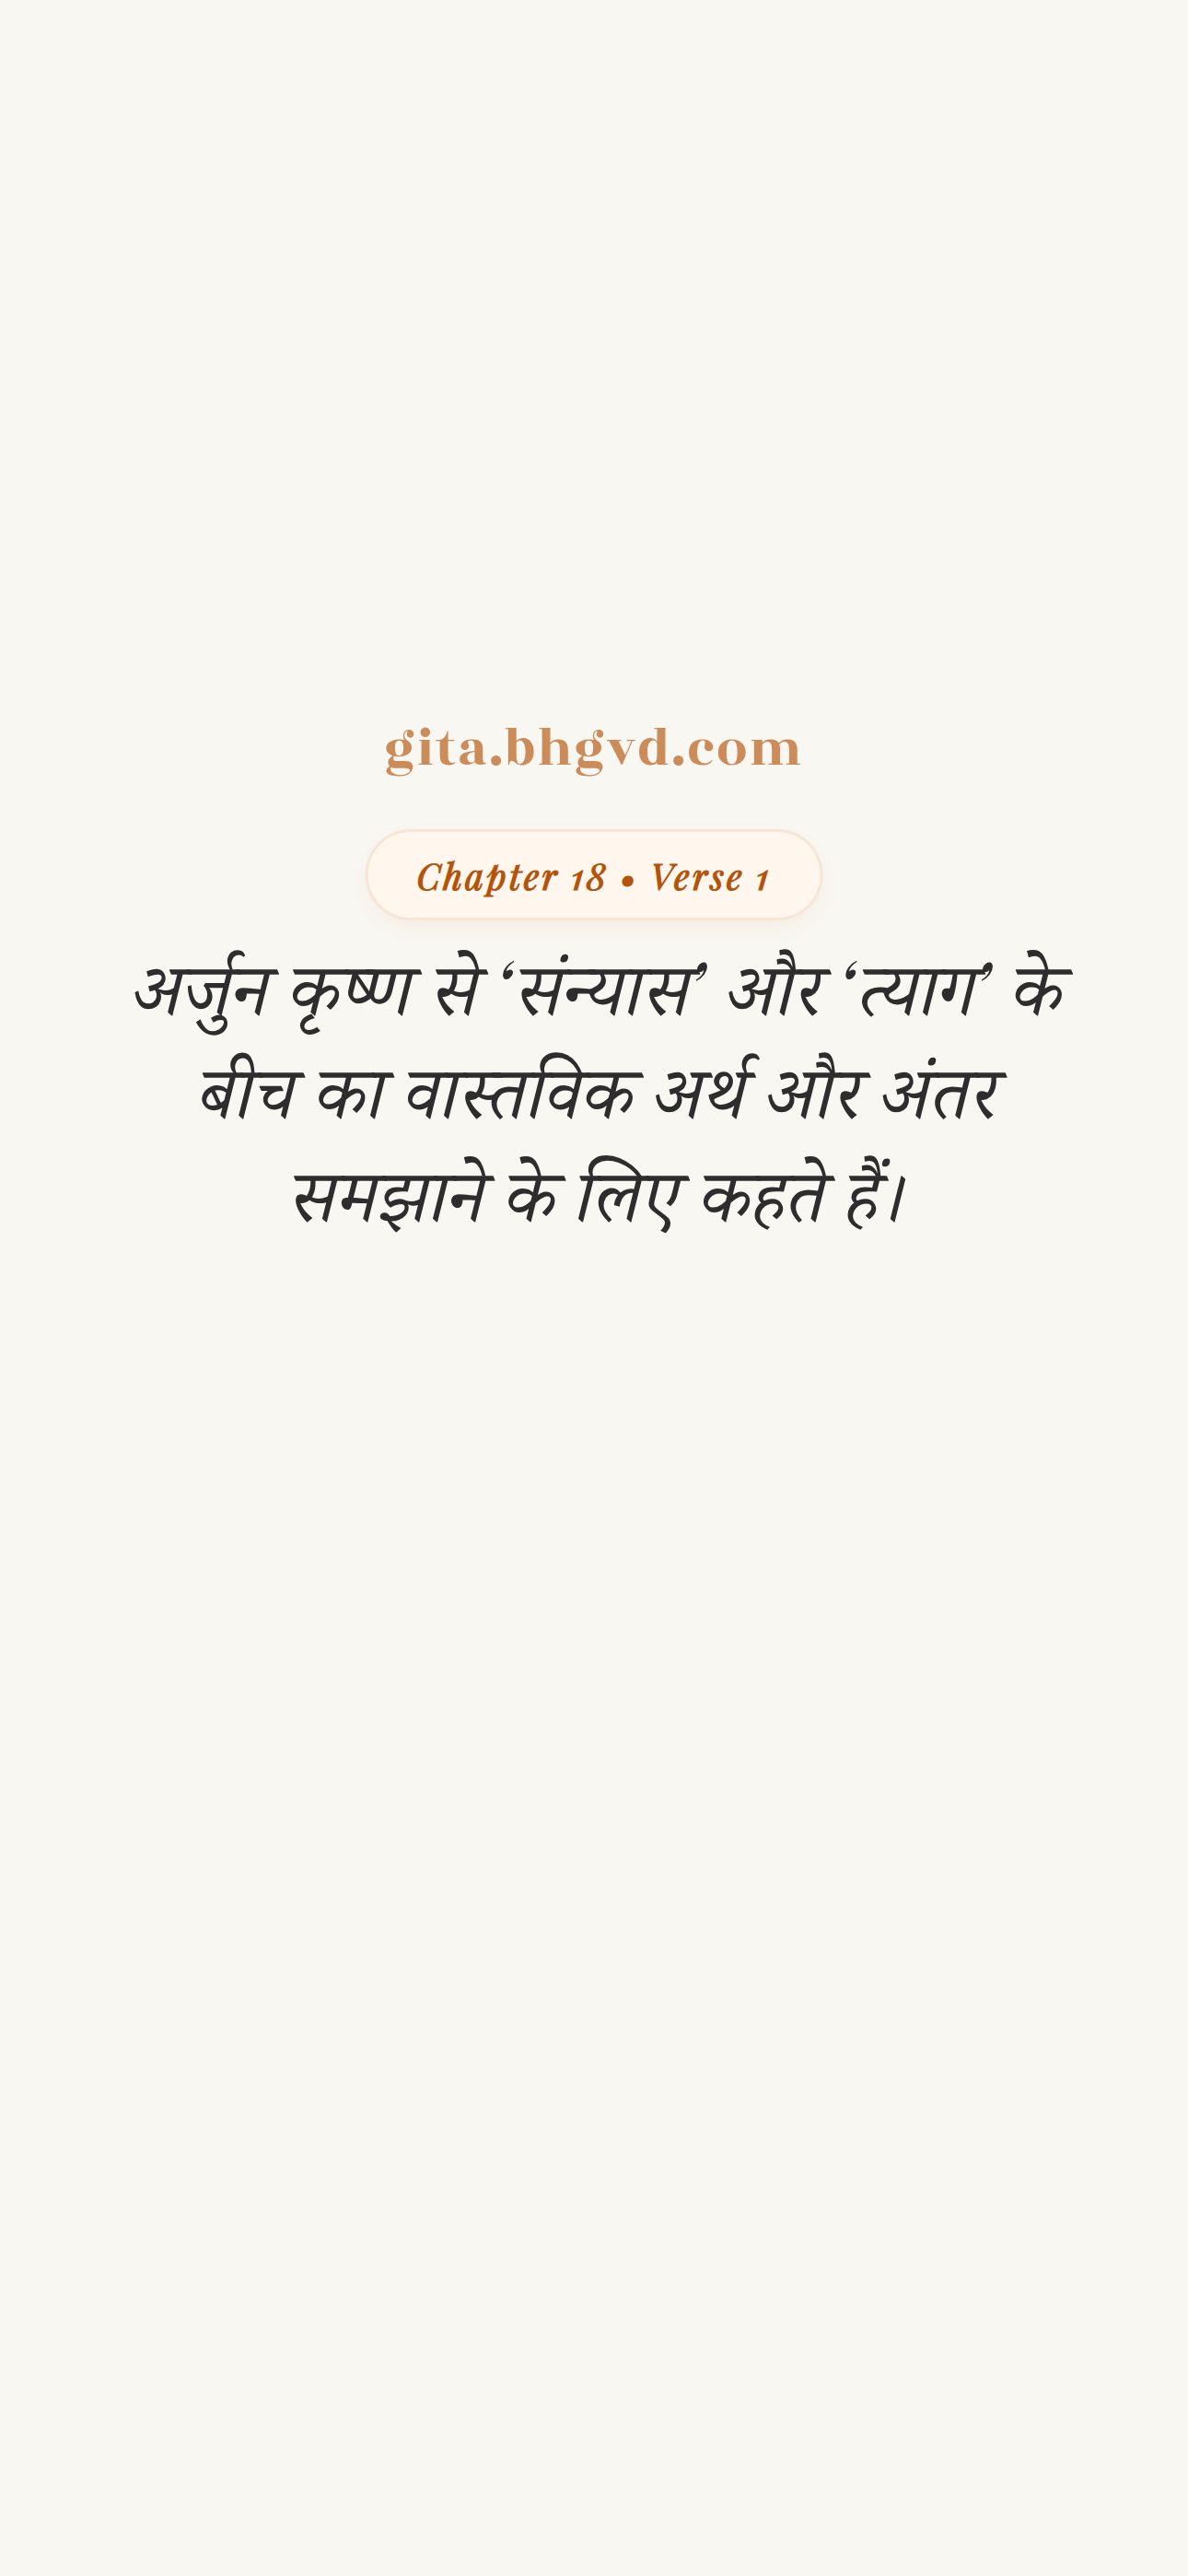 gita.bhgvd.com
Chapter 18 • Verse 1
अर्जुन कृष्ण से ‘संन्यास’ और ‘त्याग’ के
बीच का वास्तविक अर्थ और अंतर
समझाने के लिए कहते हैं।